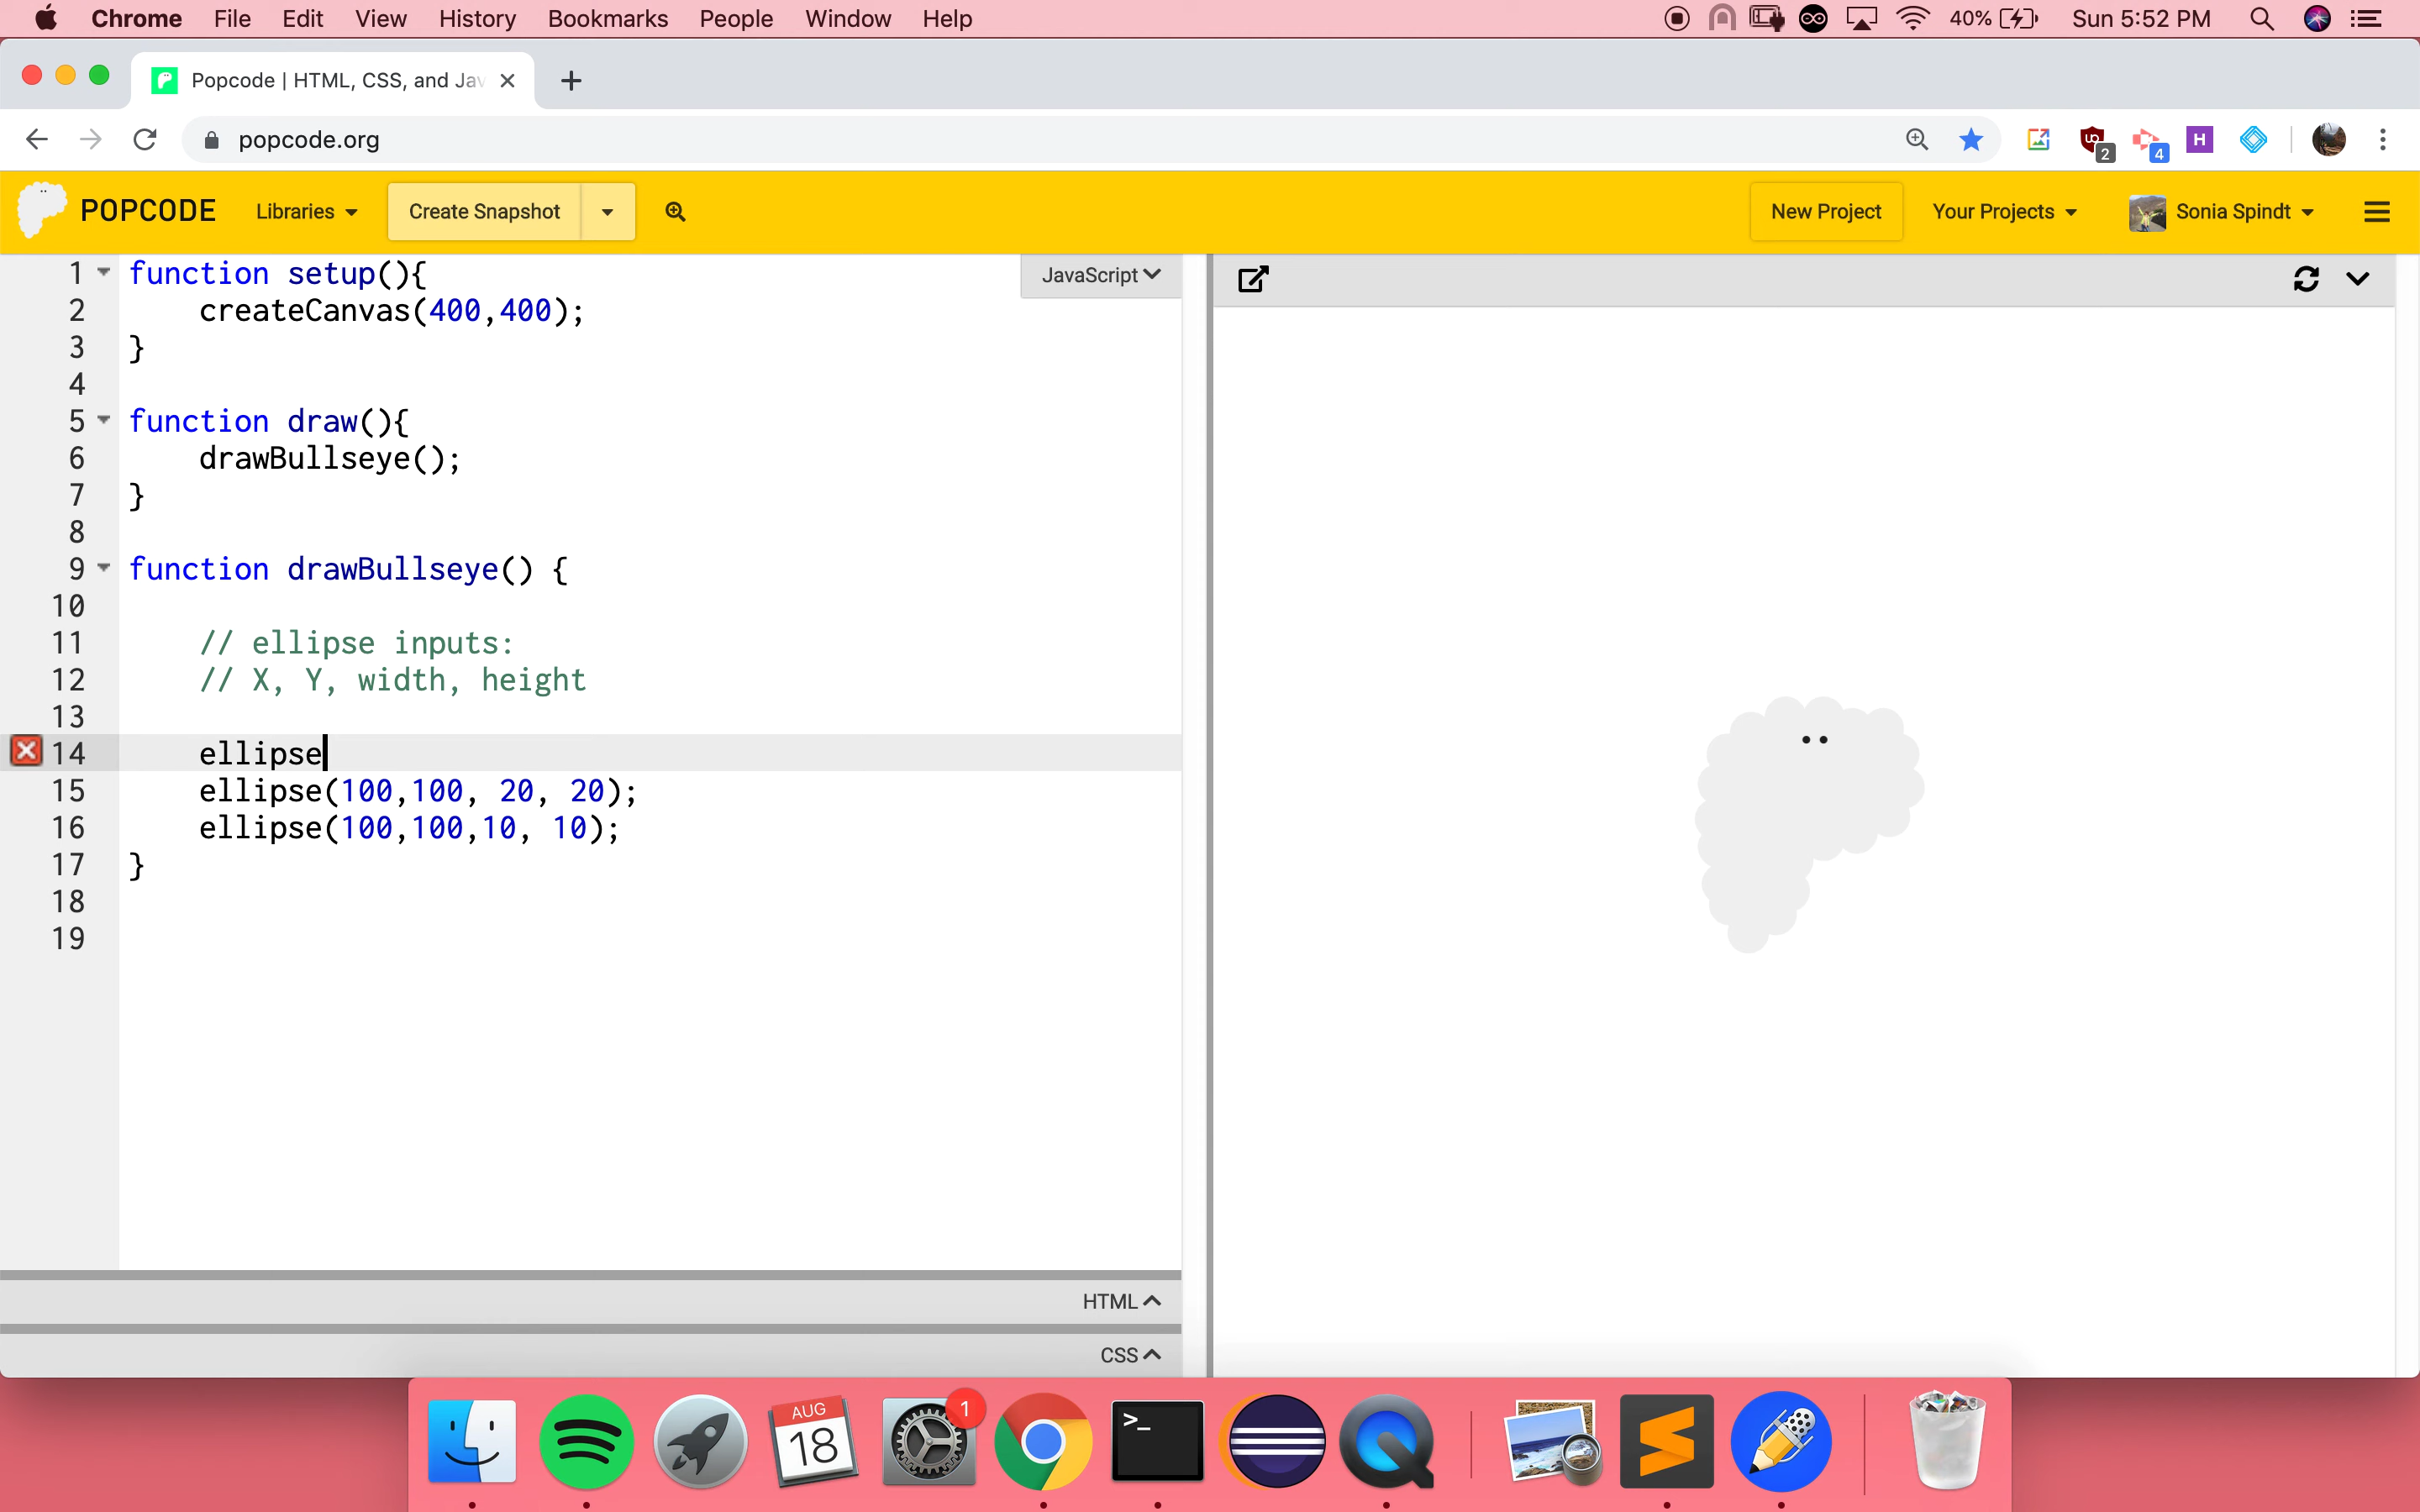 Chrome File Edit View History Bookmarks People Window Help 40% Sun 5:52 PM
Popcode | HTML, CSS, and Jav
popcode.org
2 4 H
POPCODE Libraries Create Snapshot New Project Your Projects Sonia Spindt
JavaScript
1 function setup(){
2 createCanvas(400,400);
3 }
4
5 function draw(){
6 drawBullseye();
7 }
8
9 function drawBullseye() {
10
11 // ellipse inputs:
12 // X, Y, width, height
13
14 ellipse
15 ellipse(100,100, 20, 20);
16 ellipse(100,100,10, 10);
17 }
18
19
HTML
CSS
AUG
18
1
>_